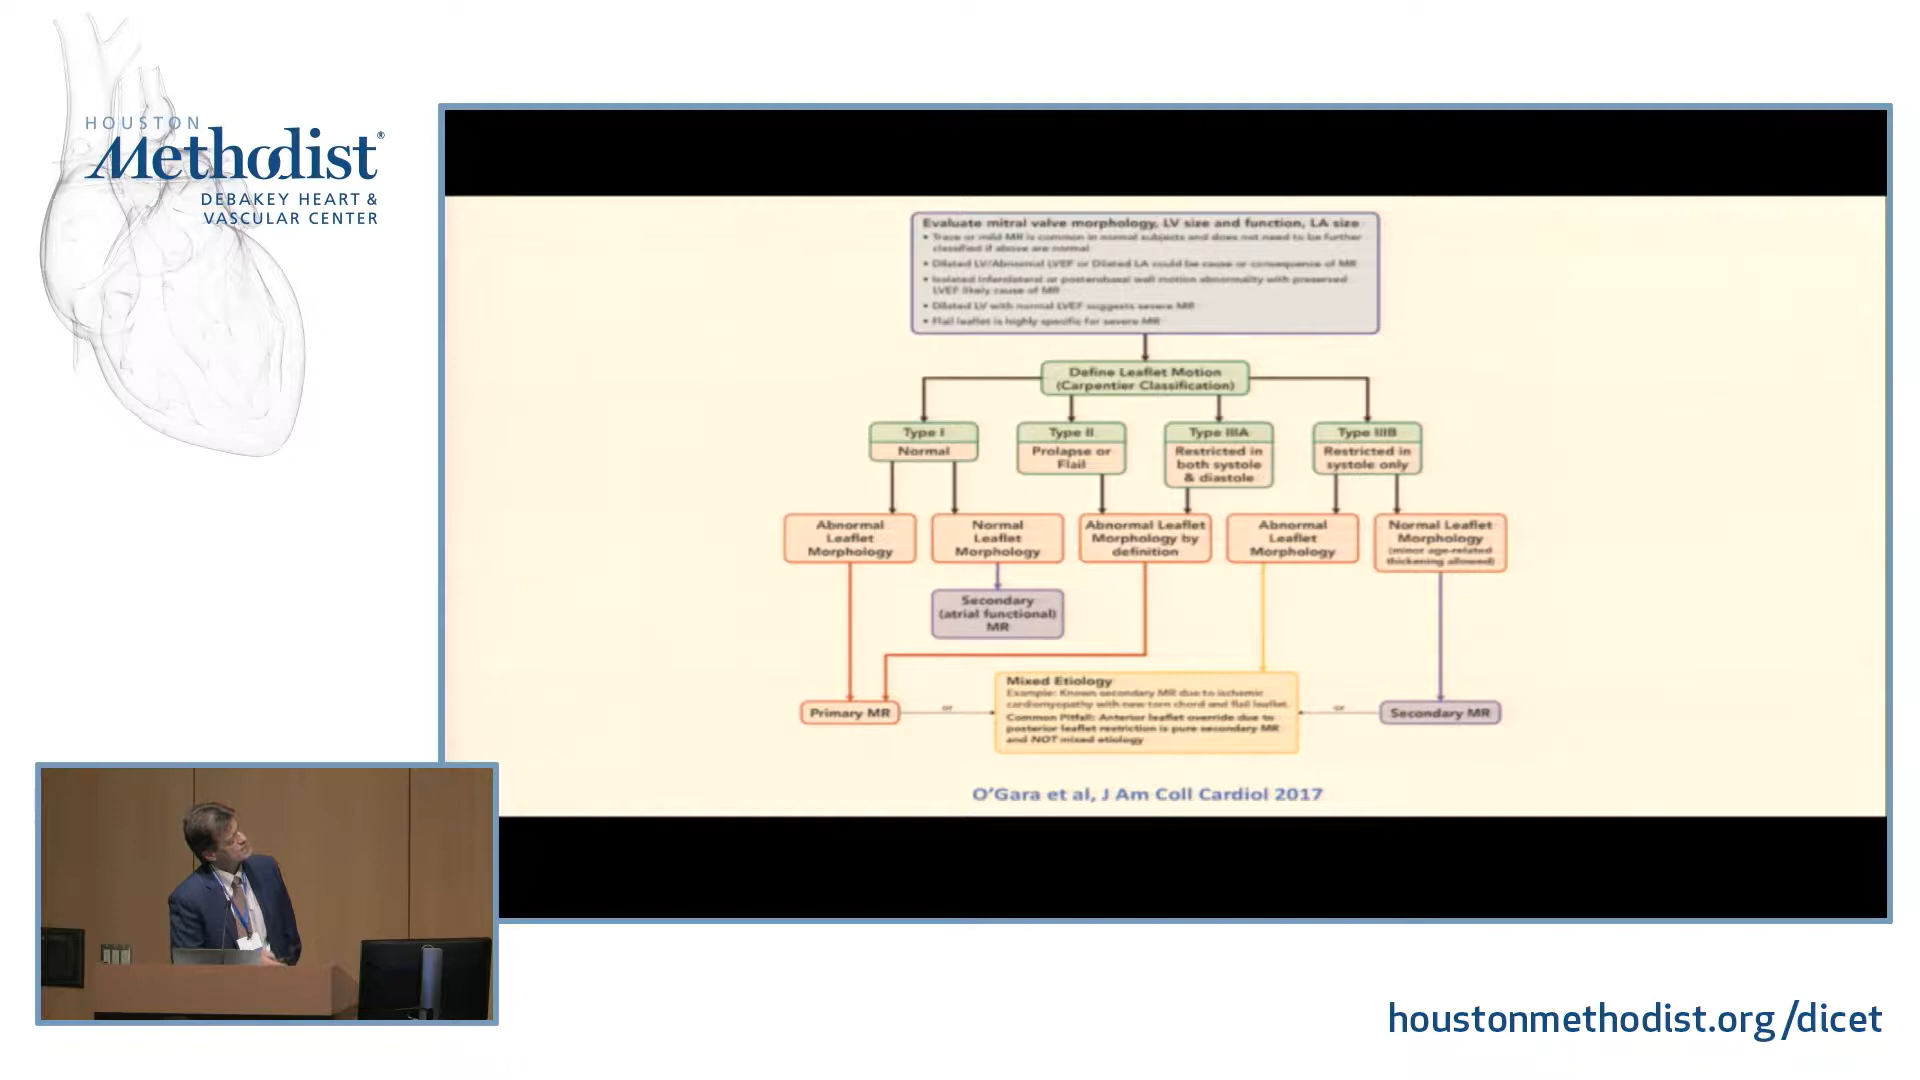 HOUSTON
Methodist®
DEBAKEY HEART &
VASCULAR CENTER
Evaluate mitral valve morphology, LV size and function, LA size
• Trace or mild MR is common in normal subjects and does not need to be further
classified if above are normal
• Dilated LV/Abnormal LVEF or Dilated LA could be cause or consequence of MR
• Isolated inferolateral or posterobasal wall motion abnormality with preserved
LVEF likely cause of MR
• Dilated LV with normal LVEF suggests severe MR
• Flail leaflet is highly specific for severe MR
Define Leaflet Motion
(Carpentier Classification)
Type I
Normal
Type II
Prolapse or
Flail
Type IIIA
Restricted in
both systole
& diastole
Type IIIB
Restricted in
systole only
Abnormal
Leaflet
Morphology
Normal
Leaflet
Morphology
Abnormal Leaflet
Morphology by
definition
Abnormal
Leaflet
Morphology
Normal Leaflet
Morphology
(minor age-related
thickening allowed)
Secondary
(atrial functional)
MR
Primary MR
or
Mixed Etiology
Example: Known secondary MR due to ischemic
cardiomyopathy with new torn chord and flail leaflet.
Common Pitfall: Anterior leaflet override due to
posterior leaflet restriction is pure secondary MR
and NOT mixed etiology
or
Secondary MR
O'Gara et al, J Am Coll Cardiol 2017
houstonmethodist.org/dicet